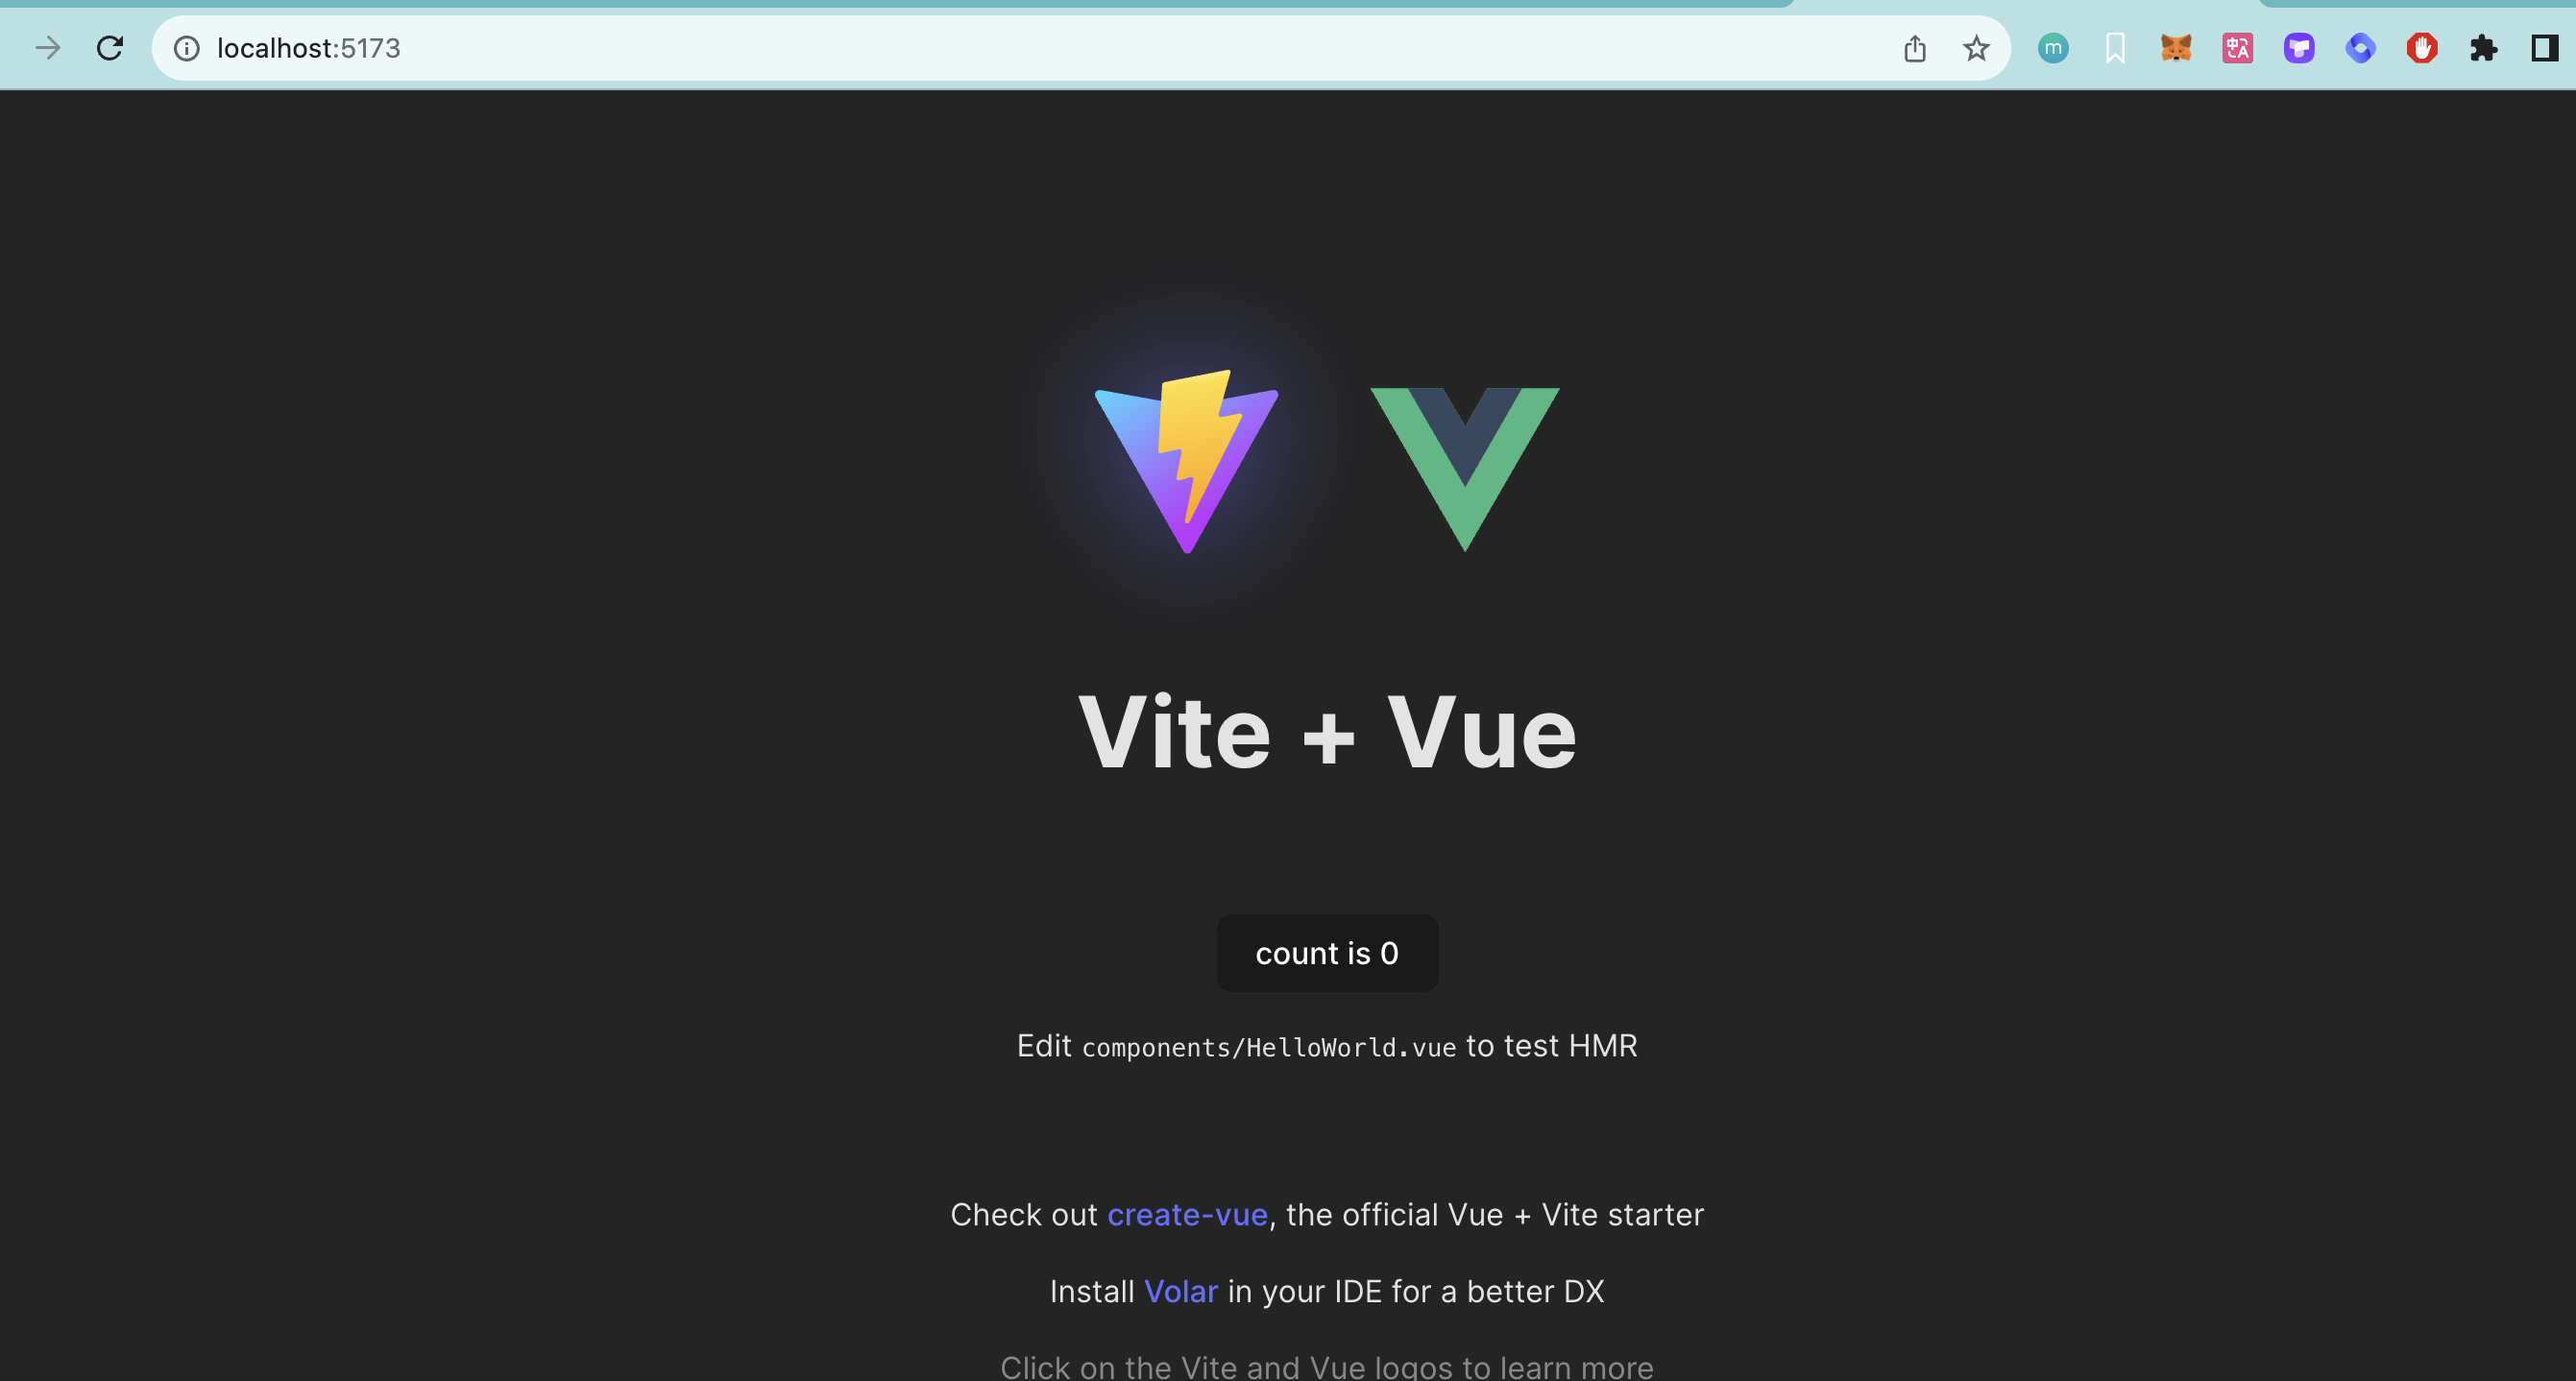 localhost:5173
m
中
A
Vite + Vue
count is 0
Edit components/HelloWorld.vue to test HMR
Check out create-vue, the official Vue + Vite starter
Install Volar in your IDE for a better DX
Click on the Vite and Vue logos to learn more